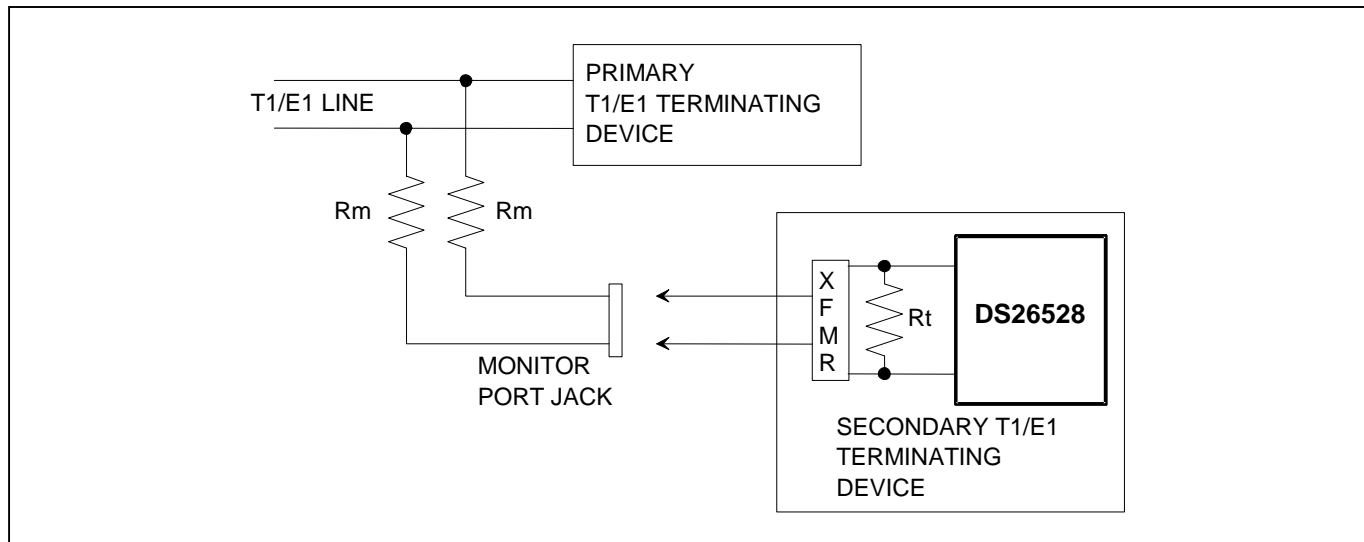 PRIMARY
T1/E1 TERMINATING
DEVICE
T1/E1 LINE
Rm
Rm
MONITOR
PORT JACK
X
F
M
R
Rt
DS26528
SECONDARY T1/E1
TERMINATING
DEVICE